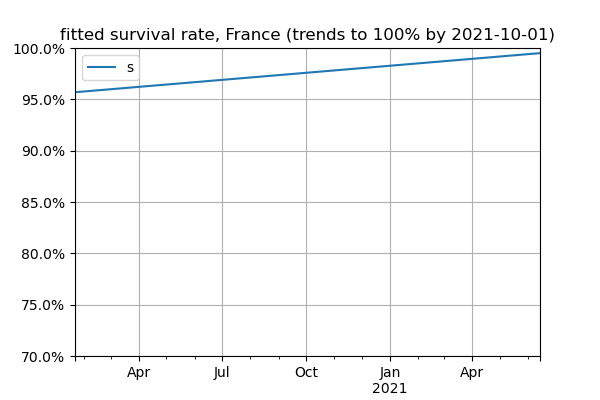 fitted survival rate, France (trends to 100% by 2021-10-01)
100.0%
s
95.0%
90.0%
85.0%
80.0%
75.0%
70.0%
Apr Jul Oct Jan Apr
2021